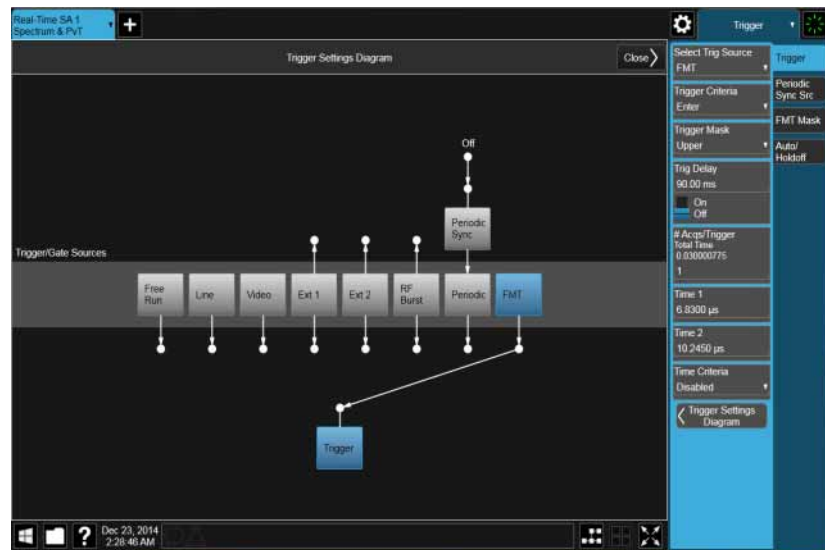 Real-Time SA 1
Spectrum & PvT
Trigger
Trigger Settings Diagram
Close
Off
Periodic
Sync
Trigger/Gate Sources
Free
Run
Line
Video
Ext 1
Ext 2
RF
Burst
Periodic
FMT
Trigger
Select Trig Source
FMT
Trigger Criteria
Enter
Trigger Mask
Upper
Trig Delay
90.00 ms
On
Off
# Acqs/Trigger
Total Time
0.030000775
1
Time 1
6.8300 µs
Time 2
10.2450 µs
Time Criteria
Disabled
Trigger Settings
Diagram
Trigger
Periodic
Sync Src
FMT Mask
Auto/
Holdoff
?
Dec 23, 2014
2:28:46 AM